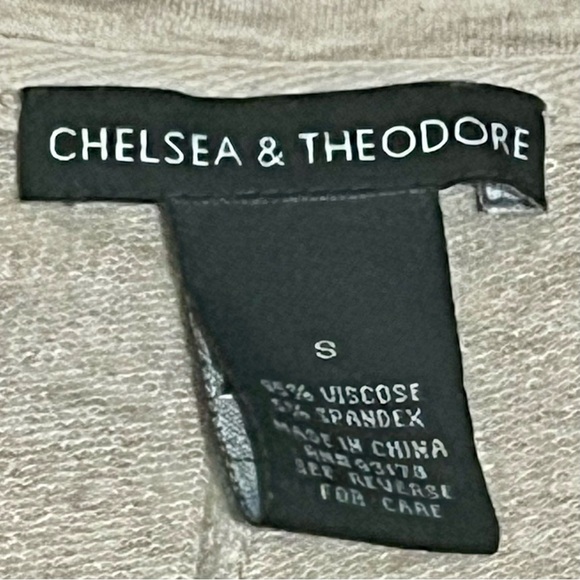 CHELSEA & THEODORE
S
95% VISCOSE
5% SPANDEX
MADE IN CHINA
SEE REVERSE
FOR CARE